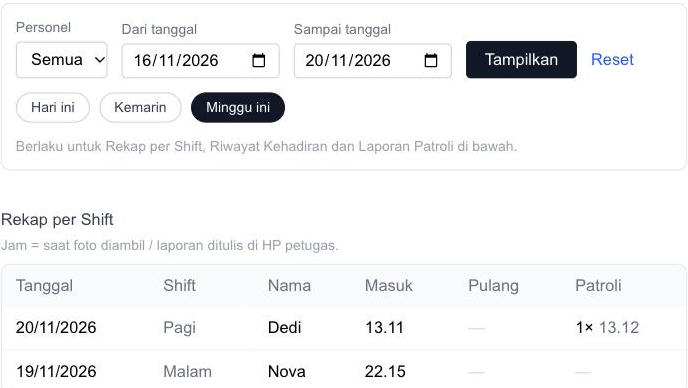 Personel Dari tanggal Sampai tanggal
Semua 16/11/2026 20/11/2026 Tampilkan Reset
Hari ini Kemarin Minggu ini
Berlaku untuk Rekap per Shift, Riwayat Kehadiran dan Laporan Patroli di bawah.
Rekap per Shift
Jam = saat foto diambil / laporan ditulis di HP petugas.
Tanggal Shift Nama Masuk Pulang Patroli
20/11/2026 Pagi Dedi 13.11 — 1× 13.12
19/11/2026 Malam Nova 22.15 — —